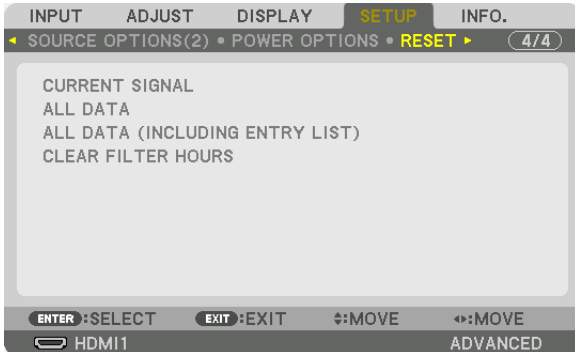 INPUT ADJUST DISPLAY SETUP INFO.
SOURCE OPTIONS(2) • POWER OPTIONS • RESET 4/4
CURRENT SIGNAL
ALL DATA
ALL DATA (INCLUDING ENTRY LIST)
CLEAR FILTER HOURS
ENTER :SELECT EXIT :EXIT :MOVE :MOVE
HDMI1 ADVANCED